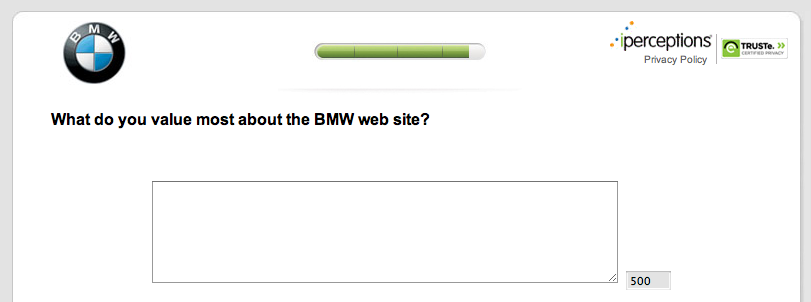 BMW
iperceptions
TRUSTe.
CERTIFIED PRIVACY
Privacy Policy
What do you value most about the BMW web site?
500